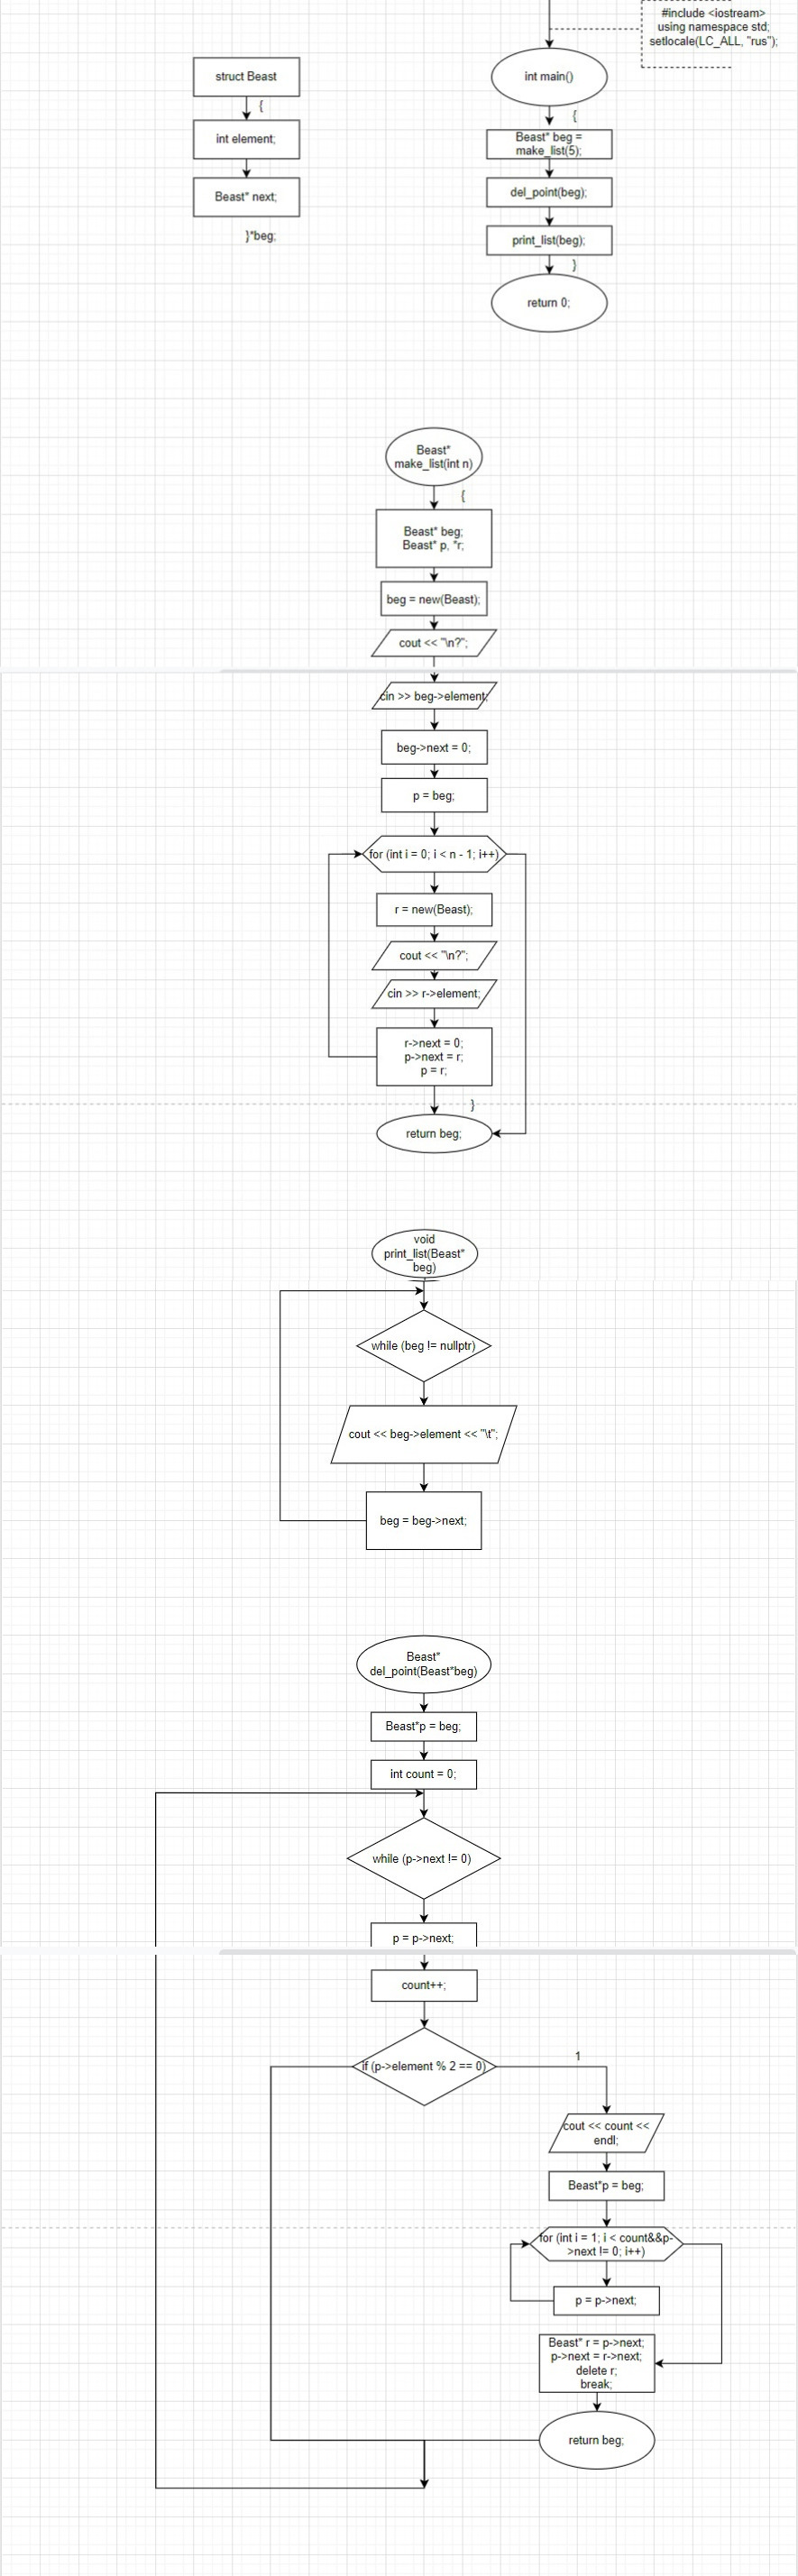 #include <iostream>
using namespace std;
setlocale(LC_ALL, "rus");
struct Beast
{
int element;
Beast* next;
}*beg;
int main()
{
Beast* beg =
make_list(5);
del_point(beg);
print_list(beg);
}
return 0;
Beast*
make_list(int n)
{
Beast* beg;
Beast* p, *r;
beg = new(Beast);
cout << "\n?";
cin >> beg->element;
beg->next = 0;
p = beg;
for (int i = 0; i < n - 1; i++)
r = new(Beast);
cout << "\n?";
cin >> r->element;
r->next = 0;
p->next = r;
p = r;
}
return beg;
void
print_list(Beast*
beg)
while (beg != nullptr)
cout << beg->element << "\t";
beg = beg->next;
Beast*
del_point(Beast*beg)
Beast*p = beg;
int count = 0;
while (p->next != 0)
p = p->next;
count++;
if (p->element % 2 == 0)
1
cout << count <<
endl;
Beast*p = beg;
for (int i = 1; i < count&&p-
>next != 0; i++)
p = p->next;
Beast* r = p->next;
p->next = r->next;
delete r;
break;
return beg;